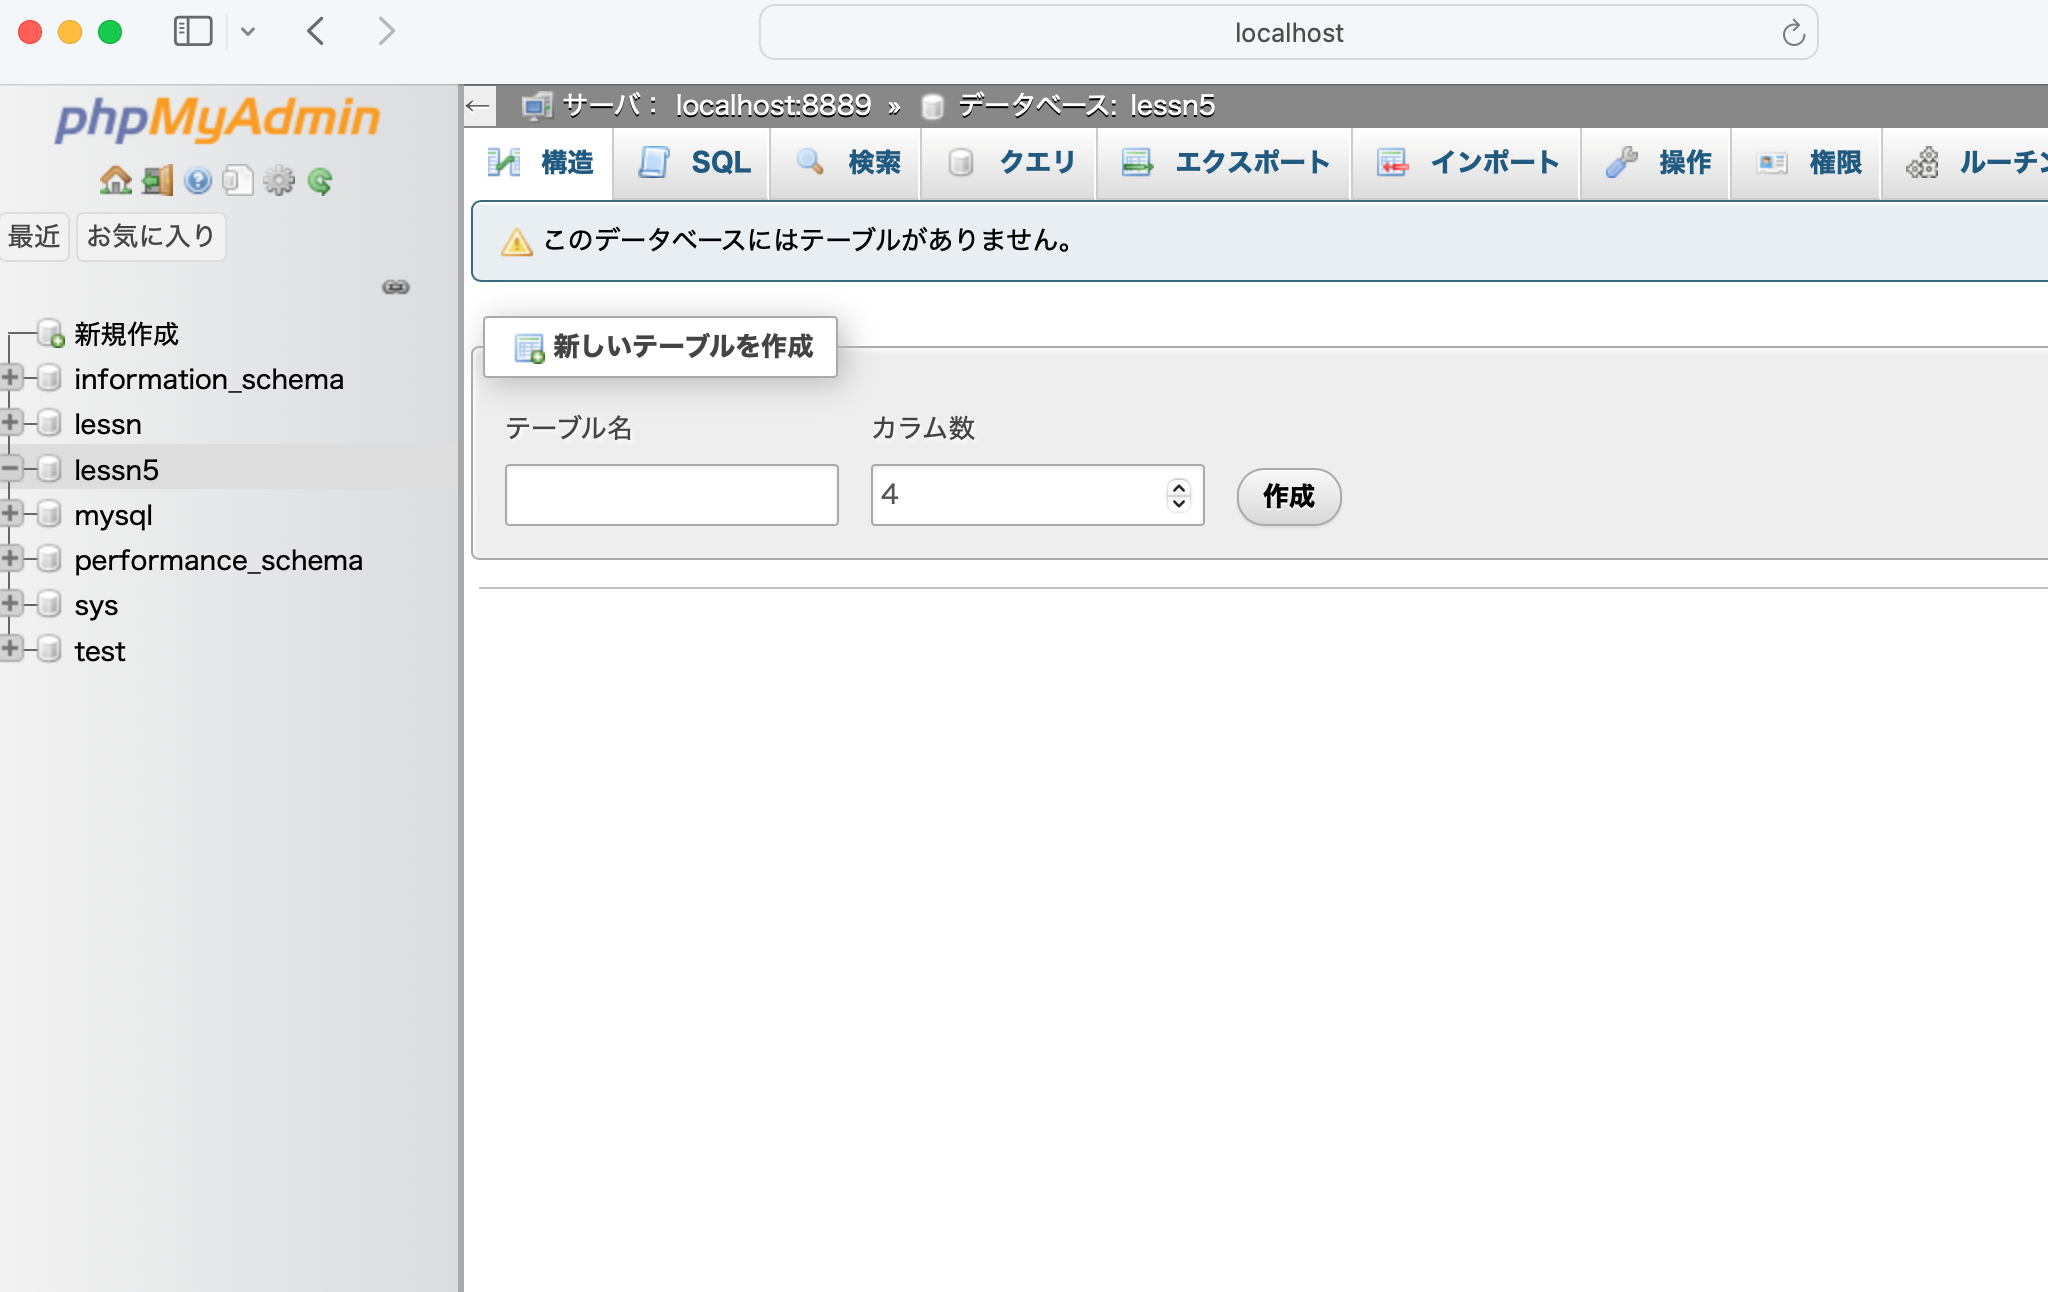 localhost
phpMyAdmin
最近 お気に入り
新規作成
information_schema
lessn
lessn5
mysql
performance_schema
sys
test
サーバ： localhost:8889 » データベース: lessn5
構造 SQL 検索 クエリ エクスポート インポート 操作 権限 ルーチン
このデータベースにはテーブルがありません。
新しいテーブルを作成
テーブル名 カラム数
4 作成